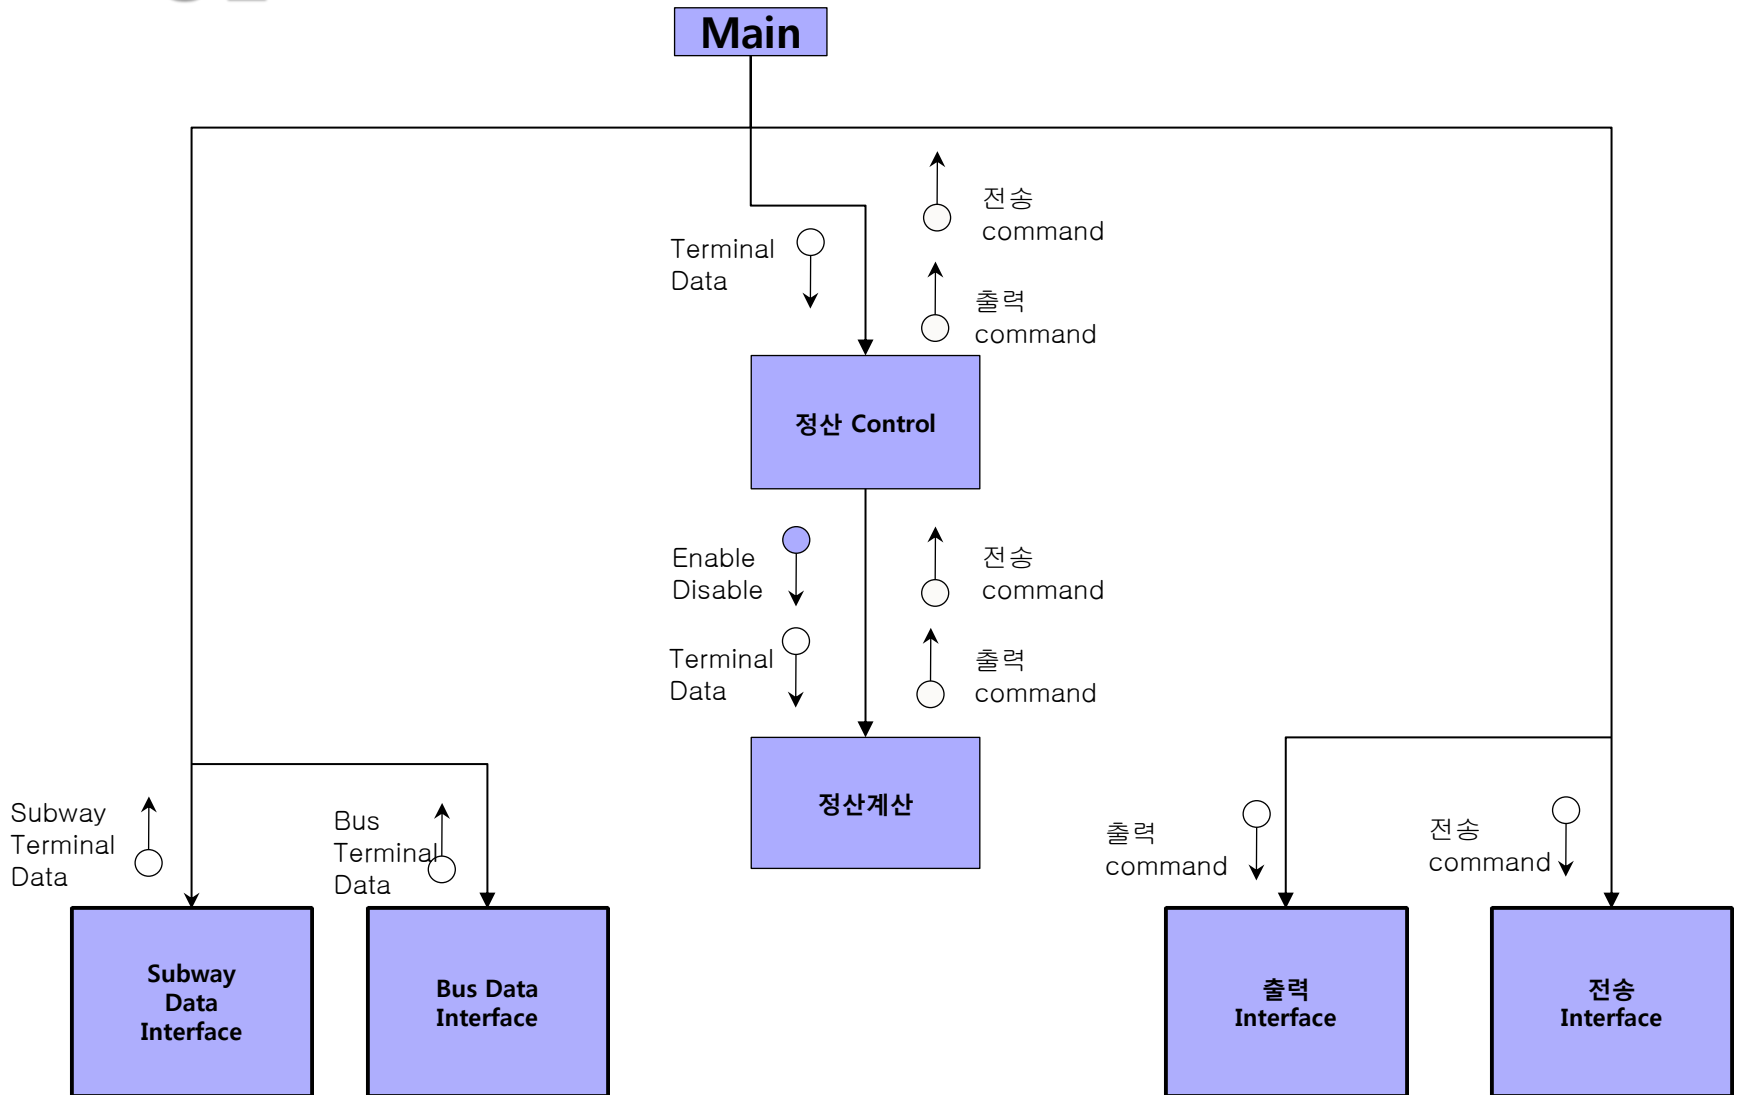 Main
전송
command
Terminal
Data
출력
command
정산 Control
Enable
Disable
전송
command
Terminal
Data
출력
command
정산계산
Subway
Terminal
Data
Bus
Terminal
Data
출력
command
전송
command
Subway
Data
Interface
Bus Data
Interface
출력
Interface
전송
Interface